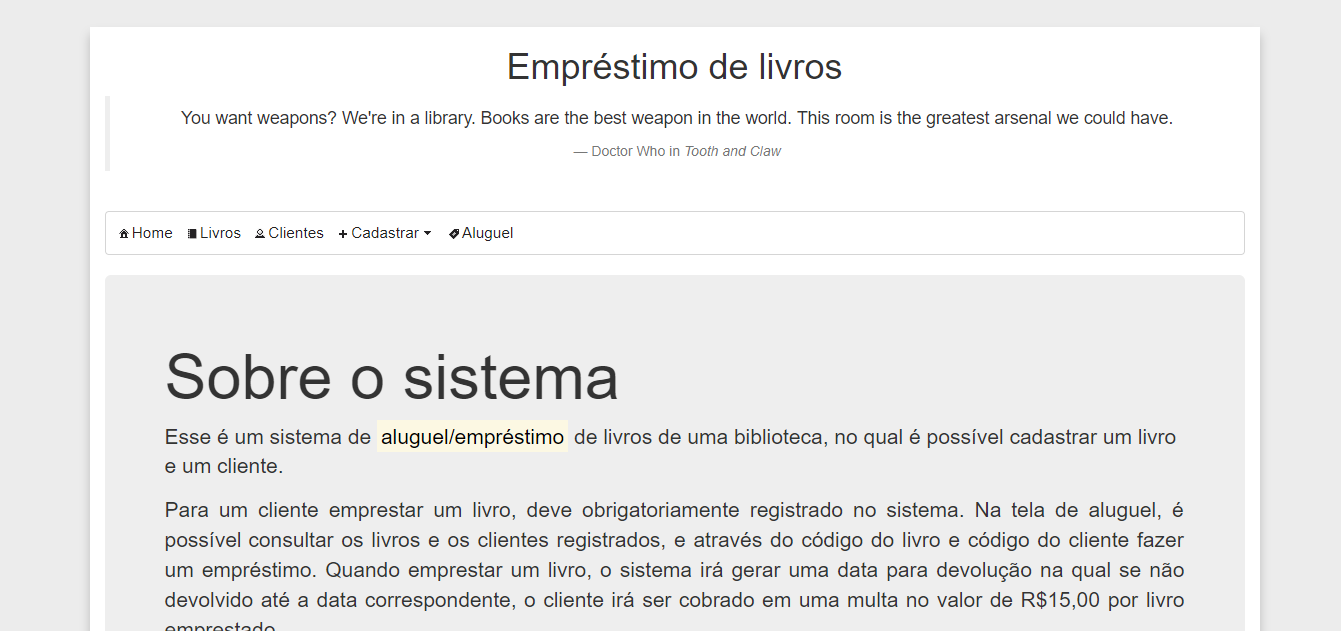 Empréstimo de livros
You want weapons? We're in a library. Books are the best weapon in the world. This room is the greatest arsenal we could have.
— Doctor Who in Tooth and Claw
Home Livros Clientes Cadastrar Aluguel
Sobre o sistema
Esse é um sistema de aluguel/empréstimo de livros de uma biblioteca, no qual é possível cadastrar um livro
e um cliente.
Para um cliente emprestar um livro, deve obrigatoriamente registrado no sistema. Na tela de aluguel, é
possível consultar os livros e os clientes registrados, e através do código do livro e código do cliente fazer
um empréstimo. Quando emprestar um livro, o sistema irá gerar uma data para devolução na qual se não
devolvido até a data correspondente, o cliente irá ser cobrado em uma multa no valor de R$15,00 por livro
emprestado